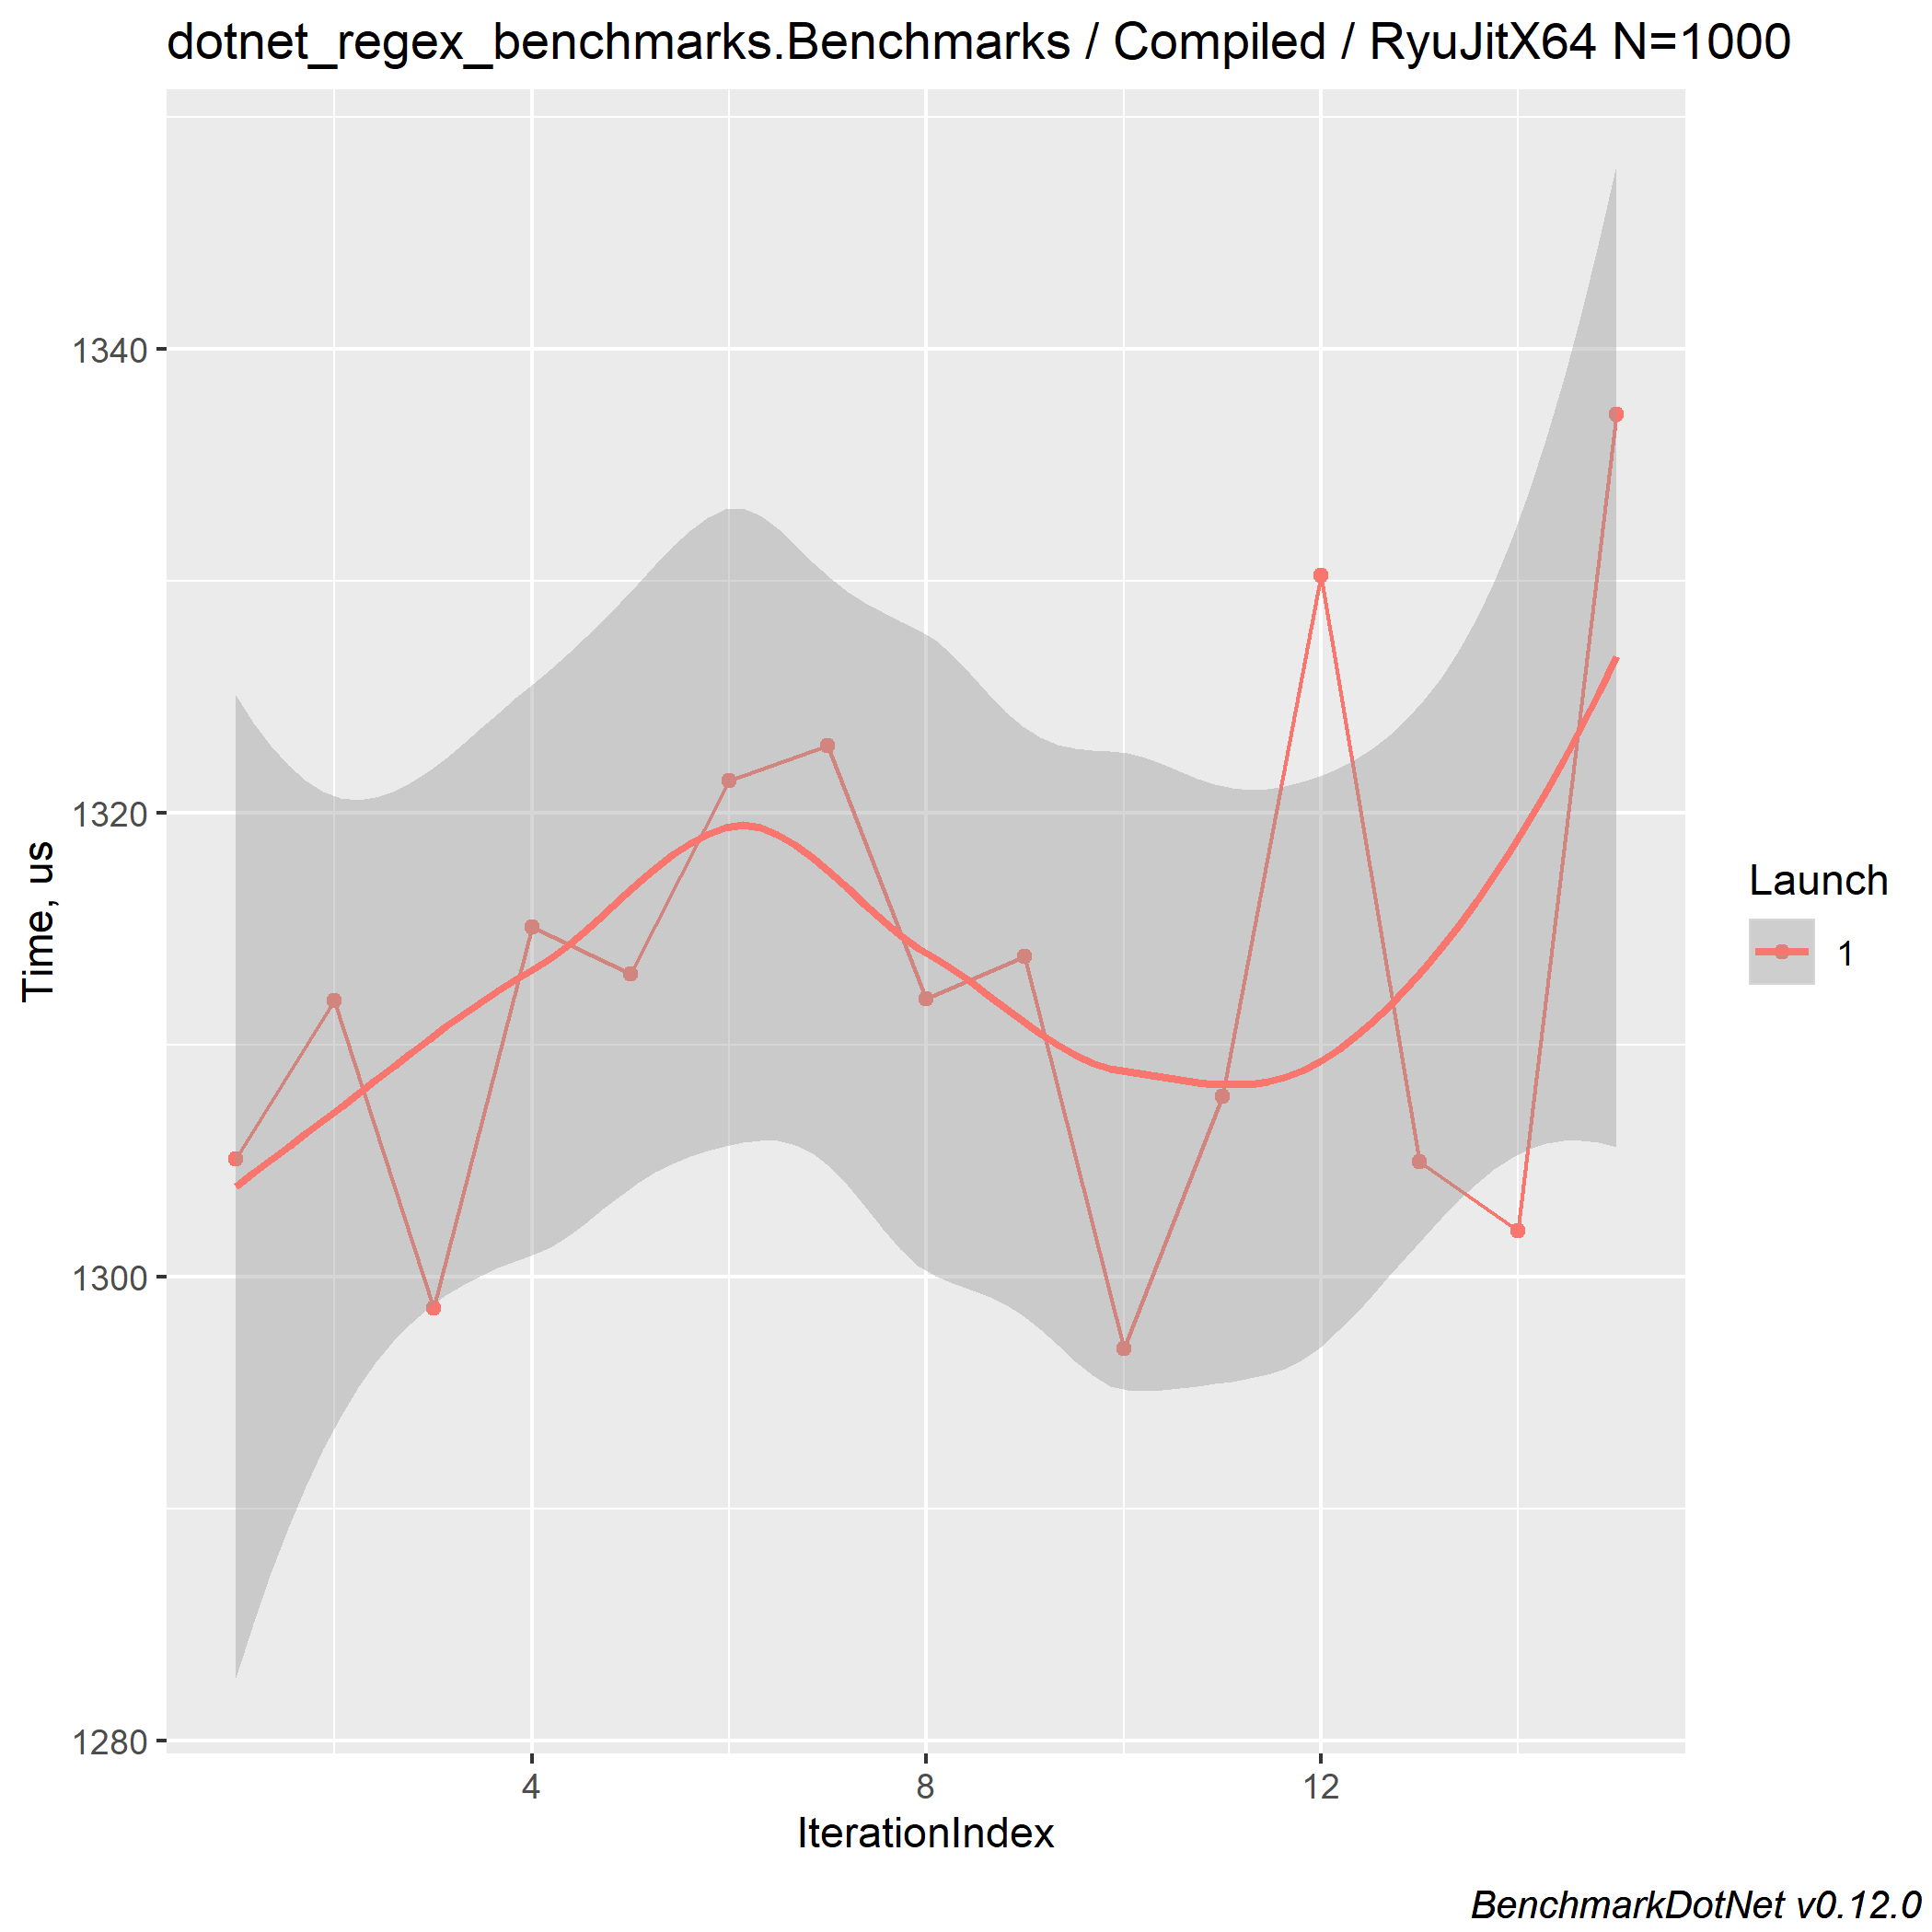 dotnet_regex_benchmarks.Benchmarks / Compiled / RyuJitX64 N=1000
1340
1320
1300
1280
Time, us
4 8 12
IterationIndex
Launch
1
BenchmarkDotNet v0.12.0